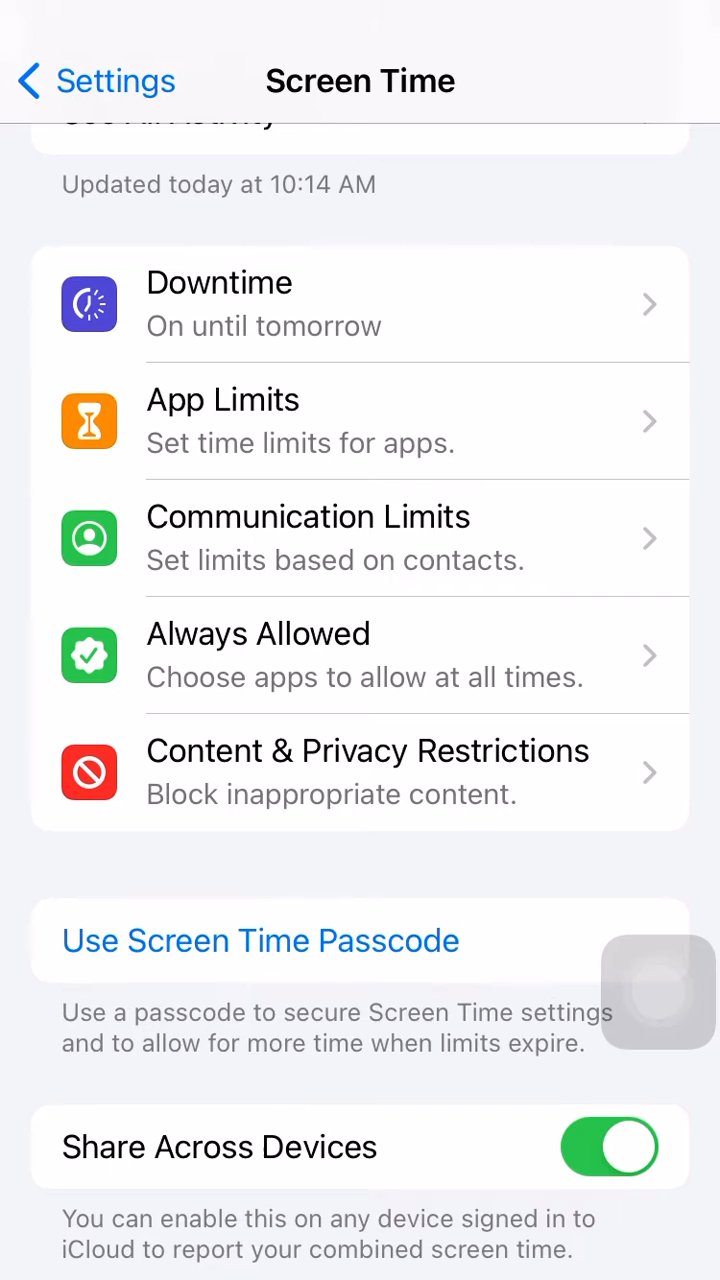 Settings
Screen Time
See All Activity
Updated today at 10:14 AM
Downtime
On until tomorrow
App Limits
Set time limits for apps.
Communication Limits
Set limits based on contacts.
Always Allowed
Choose apps to allow at all times.
Content & Privacy Restrictions
Block inappropriate content.
Use Screen Time Passcode
Use a passcode to secure Screen Time settings
and to allow for more time when limits expire.
Share Across Devices
You can enable this on any device signed in to
iCloud to report your combined screen time.